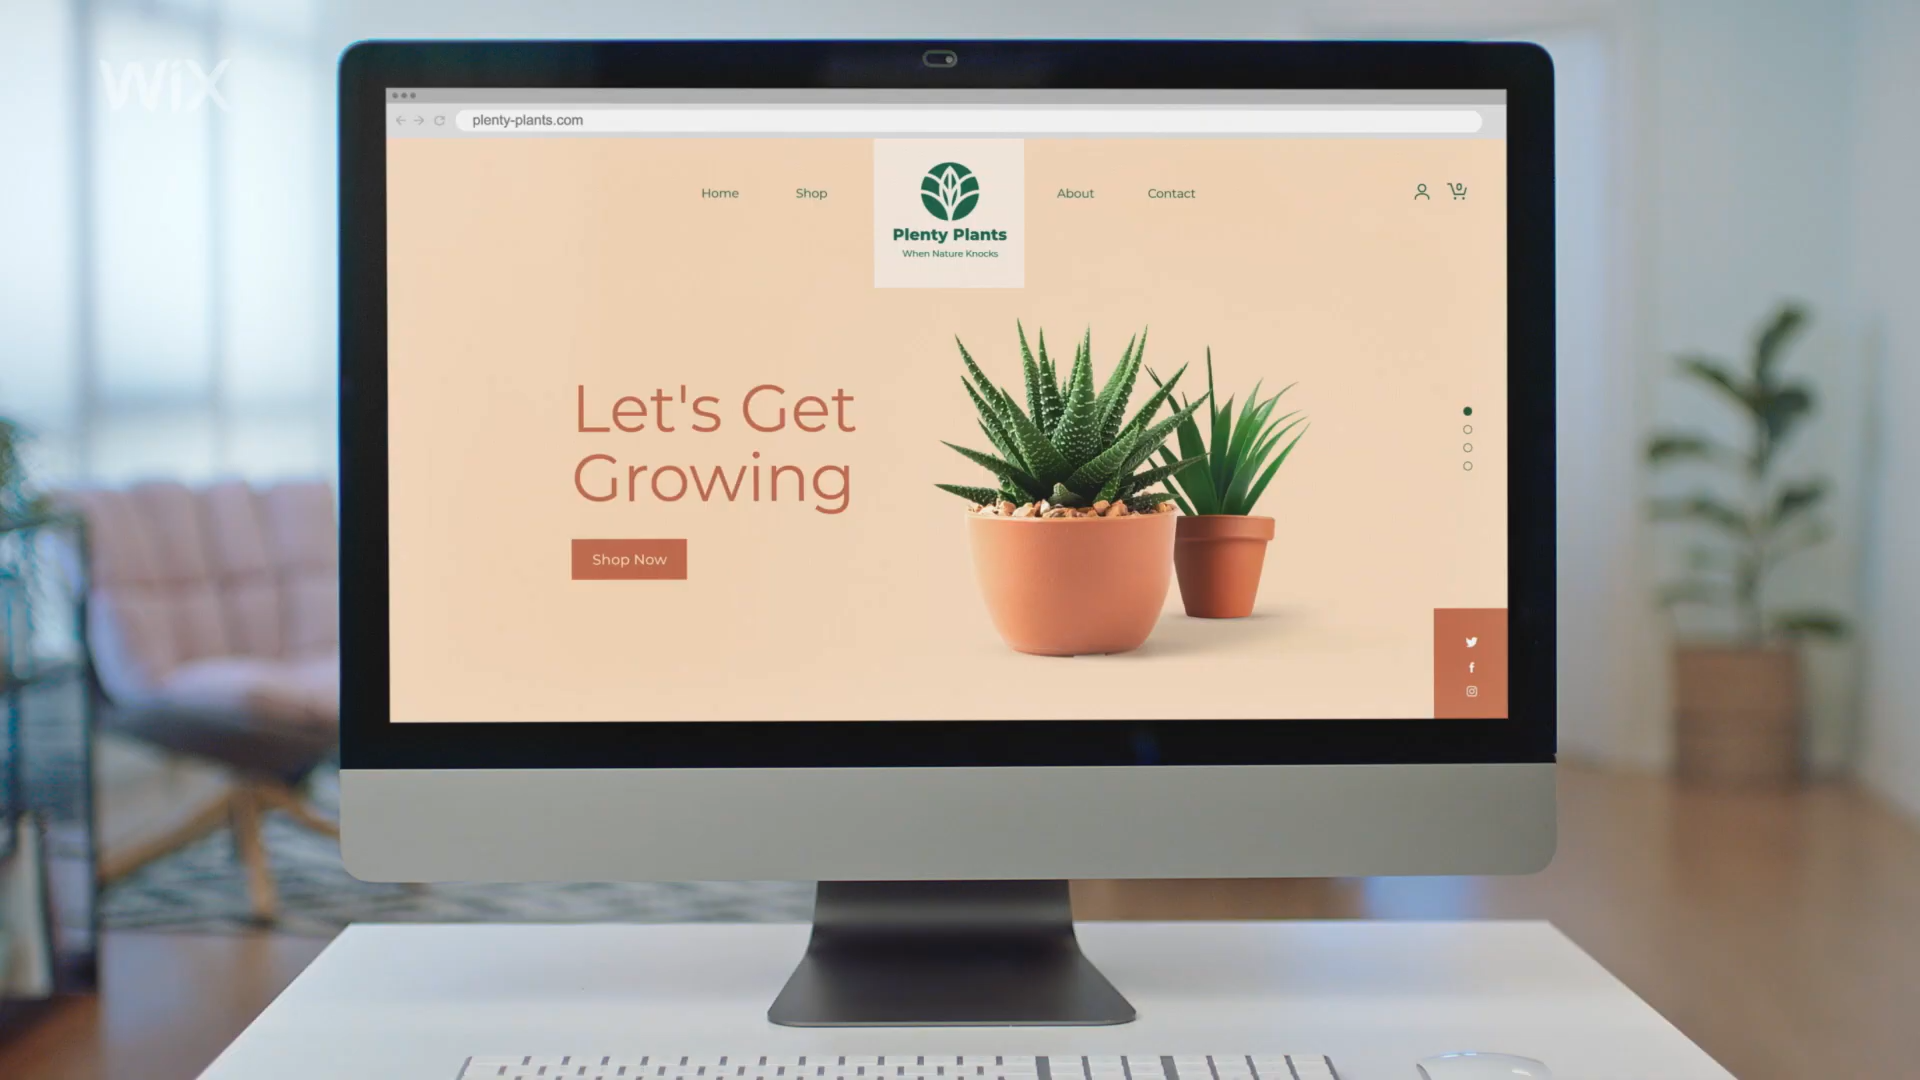 WiX
plenty-plants.com
Home
Shop
Plenty Plants
When Nature Knocks
About
Contact
0
Let's Get
Growing
Shop Now